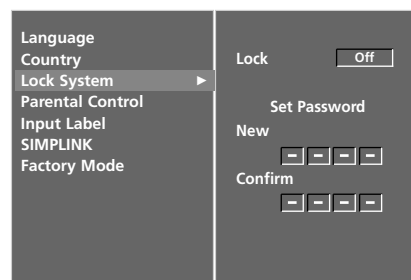 Language
Country
Lock System ►
Parental Control
Input Label
SIMPLINK
Factory Mode
Lock Off
Set Password
New
– – – –
Confirm
– – – –